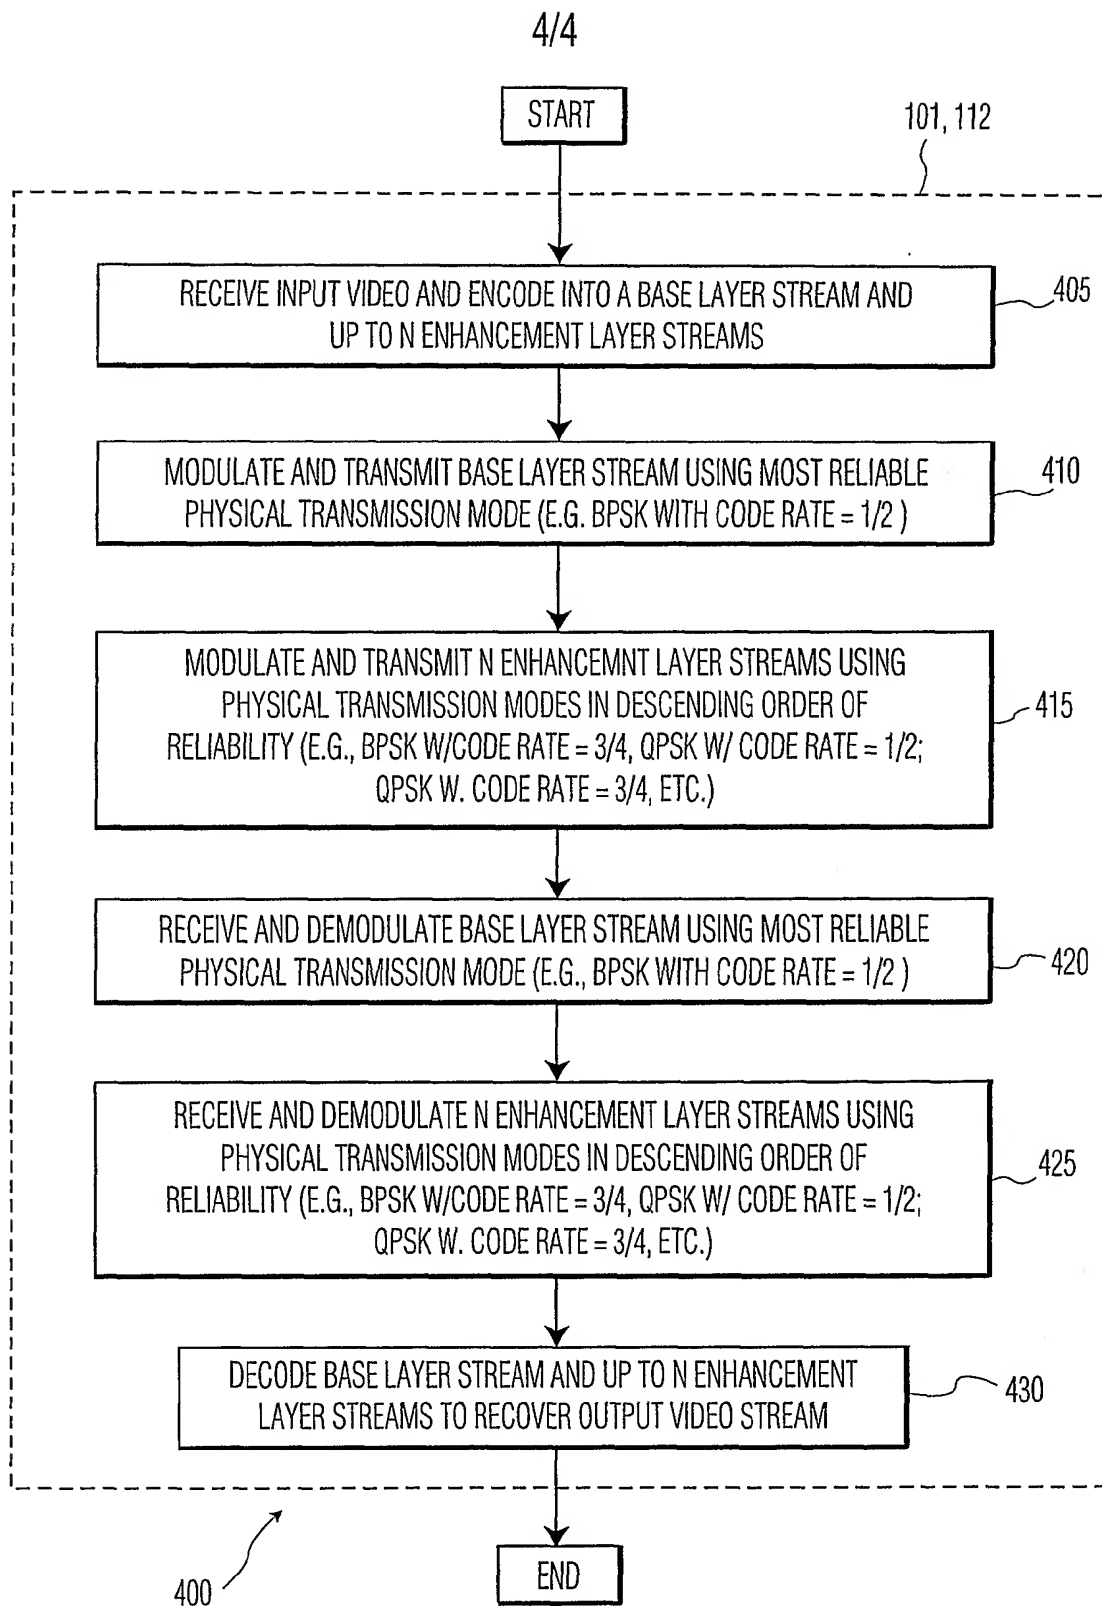 4/4
START
101, 112
RECEIVE INPUT VIDEO AND ENCODE INTO A BASE LAYER STREAM AND
UP TO N ENHANCEMENT LAYER STREAMS
405
MODULATE AND TRANSMIT BASE LAYER STREAM USING MOST RELIABLE
PHYSICAL TRANSMISSION MODE (E.G. BPSK WITH CODE RATE = 1/2 )
410
MODULATE AND TRANSMIT N ENHANCEMNT LAYER STREAMS USING
PHYSICAL TRANSMISSION MODES IN DESCENDING ORDER OF
RELIABILITY (E.G., BPSK W/CODE RATE = 3/4, QPSK W/ CODE RATE = 1/2;
QPSK W. CODE RATE = 3/4, ETC.)
415
RECEIVE AND DEMODULATE BASE LAYER STREAM USING MOST RELIABLE
PHYSICAL TRANSMISSION MODE (E.G., BPSK WITH CODE RATE = 1/2 )
420
RECEIVE AND DEMODULATE N ENHANCEMENT LAYER STREAMS USING
PHYSICAL TRANSMISSION MODES IN DESCENDING ORDER OF
RELIABILITY (E.G., BPSK W/CODE RATE = 3/4, QPSK W/ CODE RATE = 1/2;
QPSK W. CODE RATE = 3/4, ETC.)
425
DECODE BASE LAYER STREAM AND UP TO N ENHANCEMENT
LAYER STREAMS TO RECOVER OUTPUT VIDEO STREAM
430
END
400